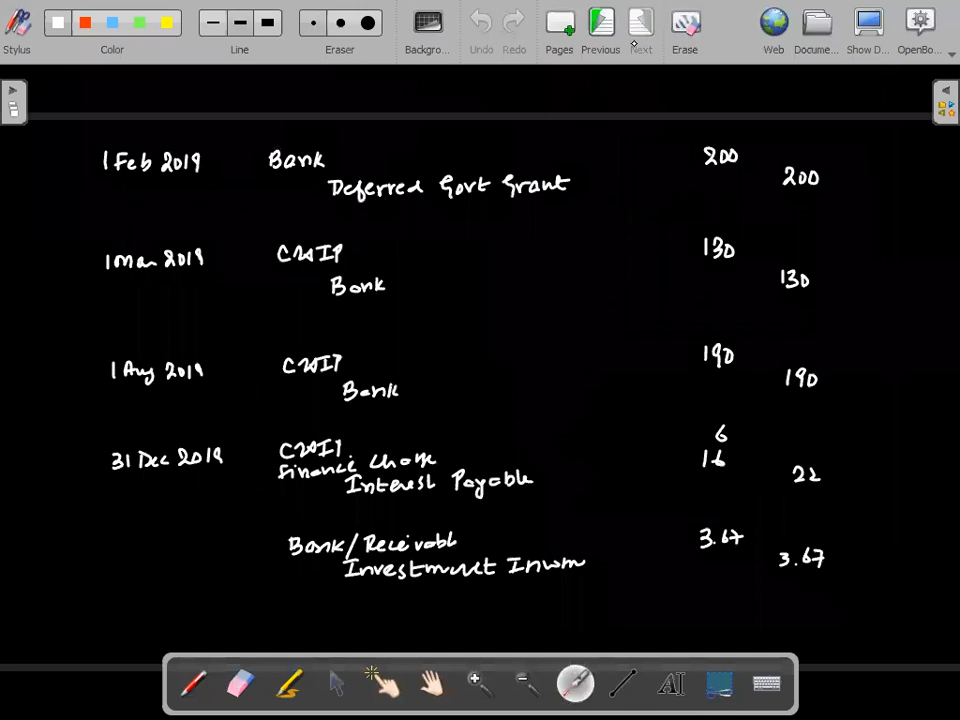 Stylus Color Line Eraser Backgro... Undo Redo Pages Previous Next Erase Web Docume... Show D... OpenBo...
1 Feb 2019 Bank 200
Deferred Govt Grant 200
1 Mar 2019 CWIP 130
Bank 130
1 Aug 2019 CWIP 190
Bank 190
31 Dec 2019 CWIP 6
Finance Charge 16
Interest Payable 22
Bank/Receivabl 3.67
Investment Incom 3.67